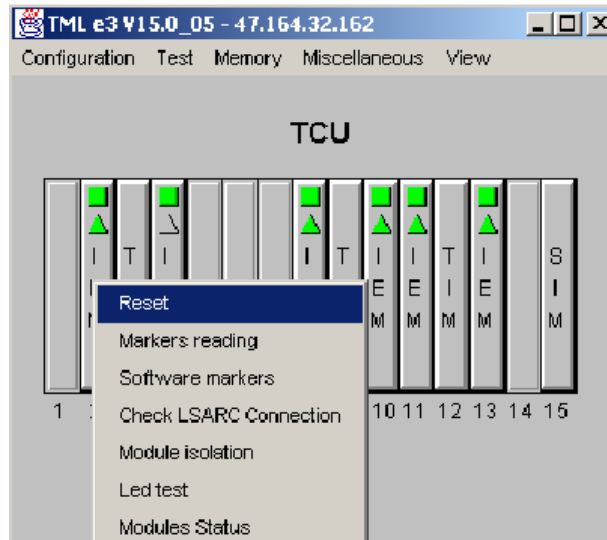 TML e3 V15.0_05 - 47.164.32.162
Configuration Test Memory Miscellaneous View
TCU
I T I I T I I T I S
E E I E I
M M M M M
Reset
Markers reading
Software markers
Check LSARC Connection
Module isolation
Led test
Modules Status
1 10 11 12 13 14 15